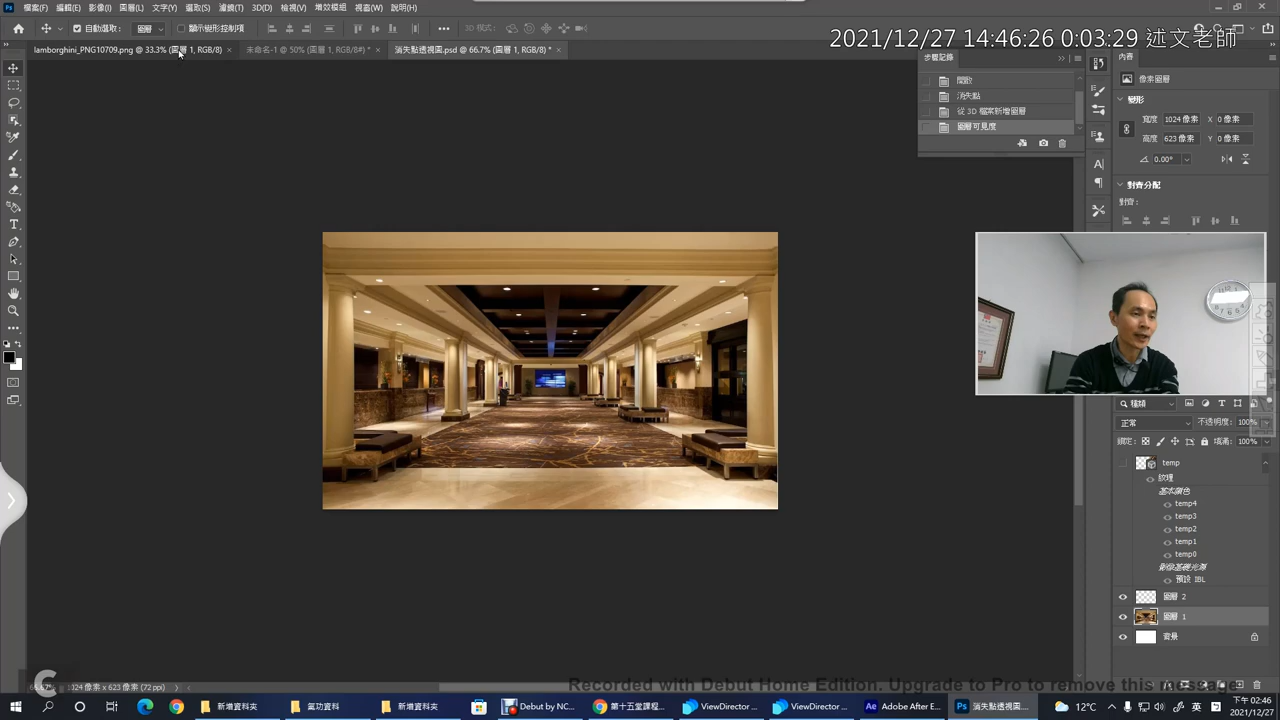 檔案(F) 編輯(E) 影像(I) 圖層(L) 文字(Y) 選取(S) 濾鏡(T) 3D(D) 檢視(V) 增效模組 視窗(W) 說明(H)
自動選取: 圖層 顯示變形控制項 3D 模式:
2021/12/27 14:46:26 0:03:29 述文老師
lamborghini_PNG10709.png @ 33.3% (圖層 1, RGB/8) × 未命名-1 @ 50% (圖層 1, RGB/8#) * × 消失點透視圖.psd @ 66.7% (圖層 1, RGB/8) * ×
步驟記錄
開啟
消失點
從 3D 檔案新增圖層
圖層可見度
內容
像素圖層
變形
寬度 1024 像素 X 0 像素
高度 623 像素 Y 0 像素
0.00°
對齊分配
對齊:
種類
正常 不透明度: 100%
鎖定: 填滿: 100%
temp
紋理
基本顏色
temp4
temp3
temp2
temp1
temp0
影像基礎光源
預設 IBL
圖層 2
圖層 1
背景
1024 像素 x 623 像素 (72 ppi)
Recorded with Debut Home Edition. Upgrade to Pro to remove this message
新增資料夾 氣功資料 新增資料夾 Debut by NC... 第十五堂課程... ViewDirector ... ViewDirector ... Adobe After E... 消失點透視圖....
12°C 英 下午 02:46
2021/12/27